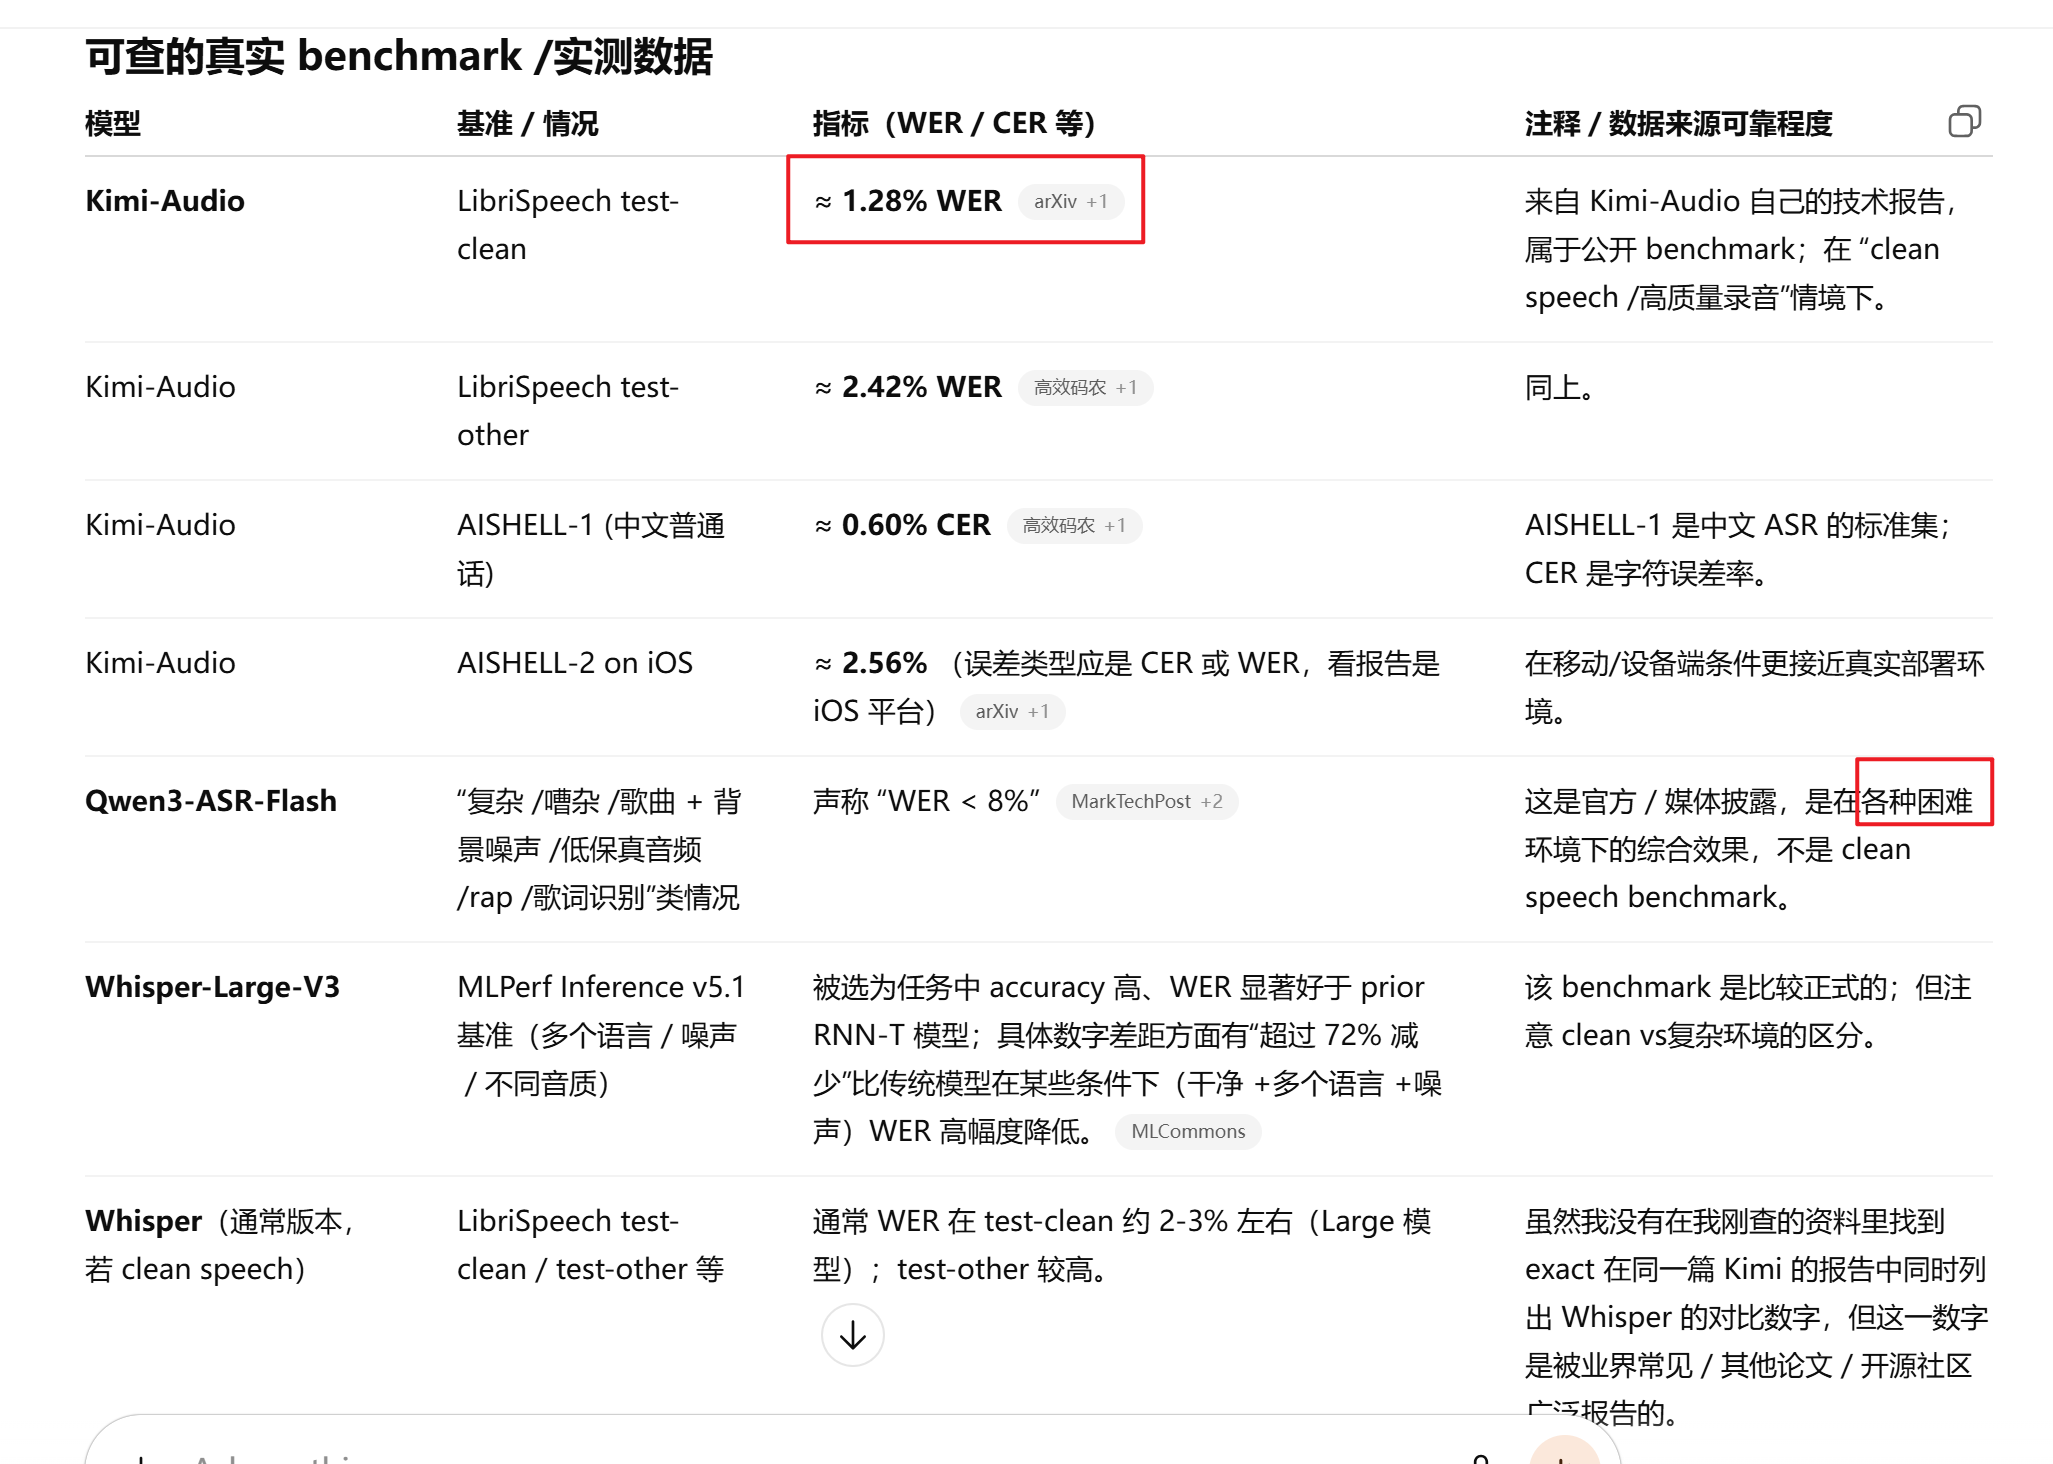 可查的真实 benchmark /实测数据
模型
基准 / 情况
指标（WER / CER 等）
注释 / 数据来源可靠程度
Kimi-Audio
LibriSpeech test-
clean
≈ 1.28% WER arXiv +1
来自 Kimi-Audio 自己的技术报告，
属于公开 benchmark；在 “clean
speech /高质量录音”情境下。
Kimi-Audio
LibriSpeech test-
other
≈ 2.42% WER 高效码农 +1
同上。
Kimi-Audio
AISHELL-1 (中文普通
话)
≈ 0.60% CER 高效码农 +1
AISHELL-1 是中文 ASR 的标准集；
CER 是字符误差率。
Kimi-Audio
AISHELL-2 on iOS
≈ 2.56% （误差类型应是 CER 或 WER，看报告是
iOS 平台） arXiv +1
在移动/设备端条件更接近真实部署环
境。
Qwen3-ASR-Flash
“复杂 /嘈杂 /歌曲 + 背
景噪声 /低保真音频
/rap /歌词识别”类情况
声称 “WER < 8%” MarkTechPost +2
这是官方 / 媒体披露，是在各种困难
环境下的综合效果，不是 clean
speech benchmark。
Whisper-Large-V3
MLPerf Inference v5.1
基准（多个语言 / 噪声
/ 不同音质）
被选为任务中 accuracy 高、WER 显著好于 prior
RNN-T 模型；具体数字差距方面有“超过 72% 减
少”比传统模型在某些条件下（干净 +多个语言 +噪
声）WER 高幅度降低。 MLCommons
该 benchmark 是比较正式的；但注
意 clean vs复杂环境的区分。
Whisper（通常版本，
若 clean speech）
LibriSpeech test-
clean / test-other 等
通常 WER 在 test-clean 约 2-3% 左右（Large 模
型）；test-other 较高。
虽然我没有在我刚查的资料里找到
exact 在同一篇 Kimi 的报告中同时列
出 Whisper 的对比数字，但这一数字
是被业界常见 / 其他论文 / 开源社区
广泛报告的。